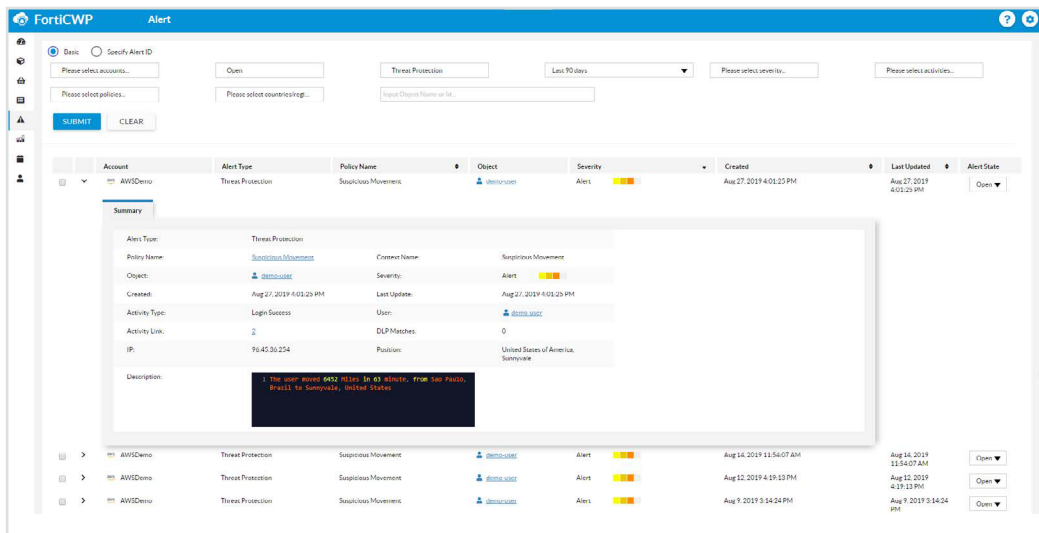 FortiCWP Alert ?
Basic Specify Alert ID
Please select accounts... Open Threat Protection Last 90 days Please select severity... Please select activities...
Please select policies... Please select countries/regi... Input Object Name or Id...
SUBMIT CLEAR
Account Alert Type Policy Name Object Severity Created Last Updated Alert State
AWSDemo Threat Protection Suspicious Movement demo-user Alert Aug 27, 2019 4:01:25 PM Aug 27, 2019 4:01:25 PM Open
Summary
Alert Type: Threat Protection
Policy Name: Suspicious Movement Context Name: Suspicious Movement
Object: demo-user Severity: Alert
Created: Aug 27, 2019 4:01:25 PM Last Update: Aug 27, 2019 4:01:25 PM
Activity Type: Login Success User: demo-user
Activity Link: 2 DLP Matches: 0
IP: 96.45.36.254 Position: United States of America, Sunnyvale
Description: 1 The user moved 6452 Miles in 63 minute, from Sao Paulo,
Brazil to Sunnyvale, United States
AWSDemo Threat Protection Suspicious Movement demo-user Alert Aug 14, 2019 11:54:07 AM Aug 14, 2019 11:54:07 AM Open
AWSDemo Threat Protection Suspicious Movement demo-user Alert Aug 12, 2019 4:19:13 PM Aug 12, 2019 4:19:13 PM Open
AWSDemo Threat Protection Suspicious Movement demo-user Alert Aug 9, 2019 3:14:24 PM Aug 9, 2019 3:14:24 PM Open